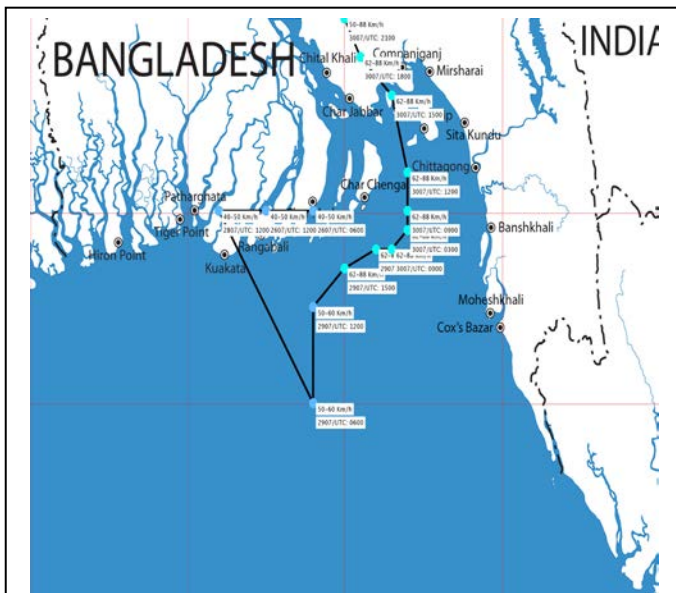 50-88 Km/h
3007/UTC: 2100
INDIA
BANGLADESH
Chital Khali
Companiganj
62-88 Km/h
3007/UTC: 1800
Mirsharai
Char Jabbar
62-88 Km/h
3007/UTC: 1500
Sita Kundu
Chittagong
62-88 Km/h
3007/UTC: 1200
Char Chenga
Patharghata
Tiger Point
40-50 Km/h
2807/UTC: 1200
40-50 Km/h
2607/UTC: 1200
40-50 Km/h
2607/UTC: 0600
62-88 Km/h
3007/UTC: 0900
Banshkhali
Hiron Point
Rangabali
Kuakata
3007/UTC: 0300
62-88 Km/h
2907
3007/UTC: 0000
62-88 Km/h
2907/UTC: 1500
Moheshkhali
Cox's Bazar
50-60 Km/h
2907/UTC: 1200
50-60 Km/h
2907/UTC: 0600